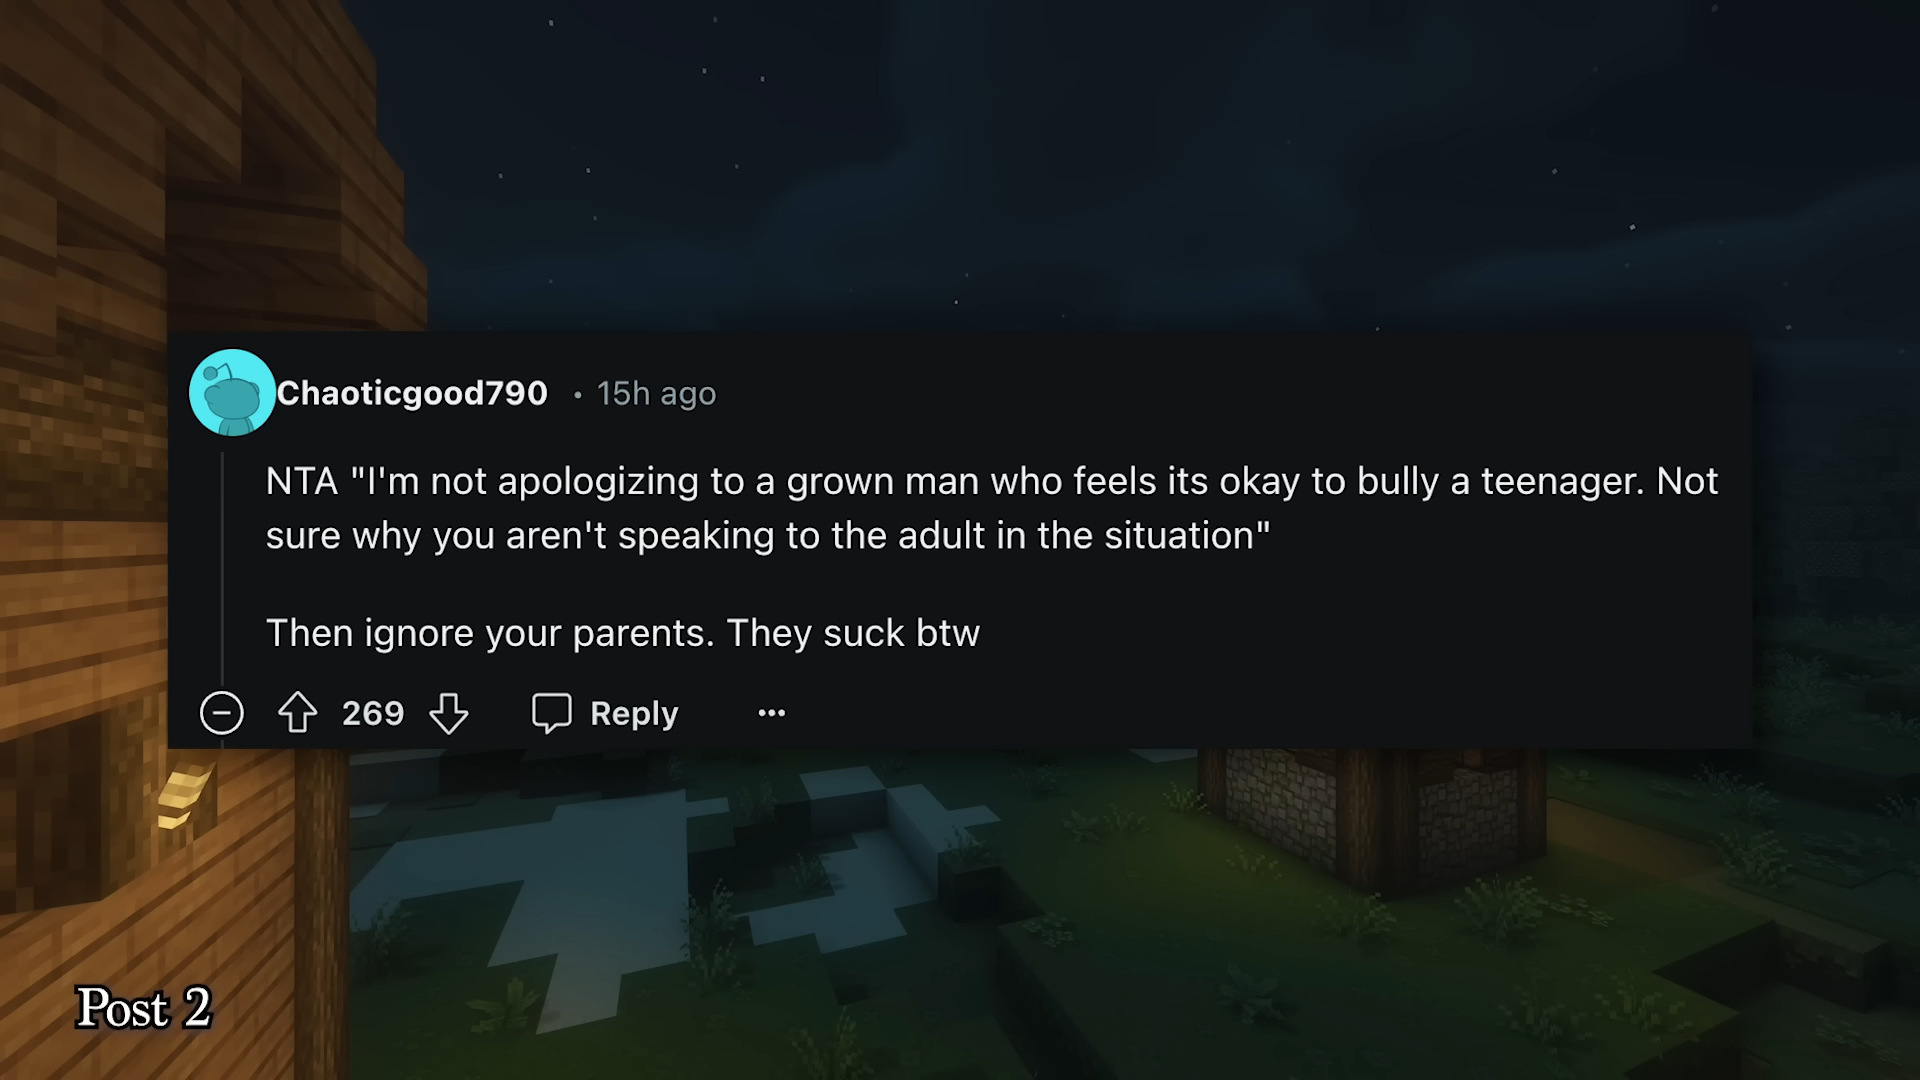 Chaoticgood790 • 15h ago
NTA "I'm not apologizing to a grown man who feels its okay to bully a teenager. Not
sure why you aren't speaking to the adult in the situation"
Then ignore your parents. They suck btw
269 Reply ...
Post 2